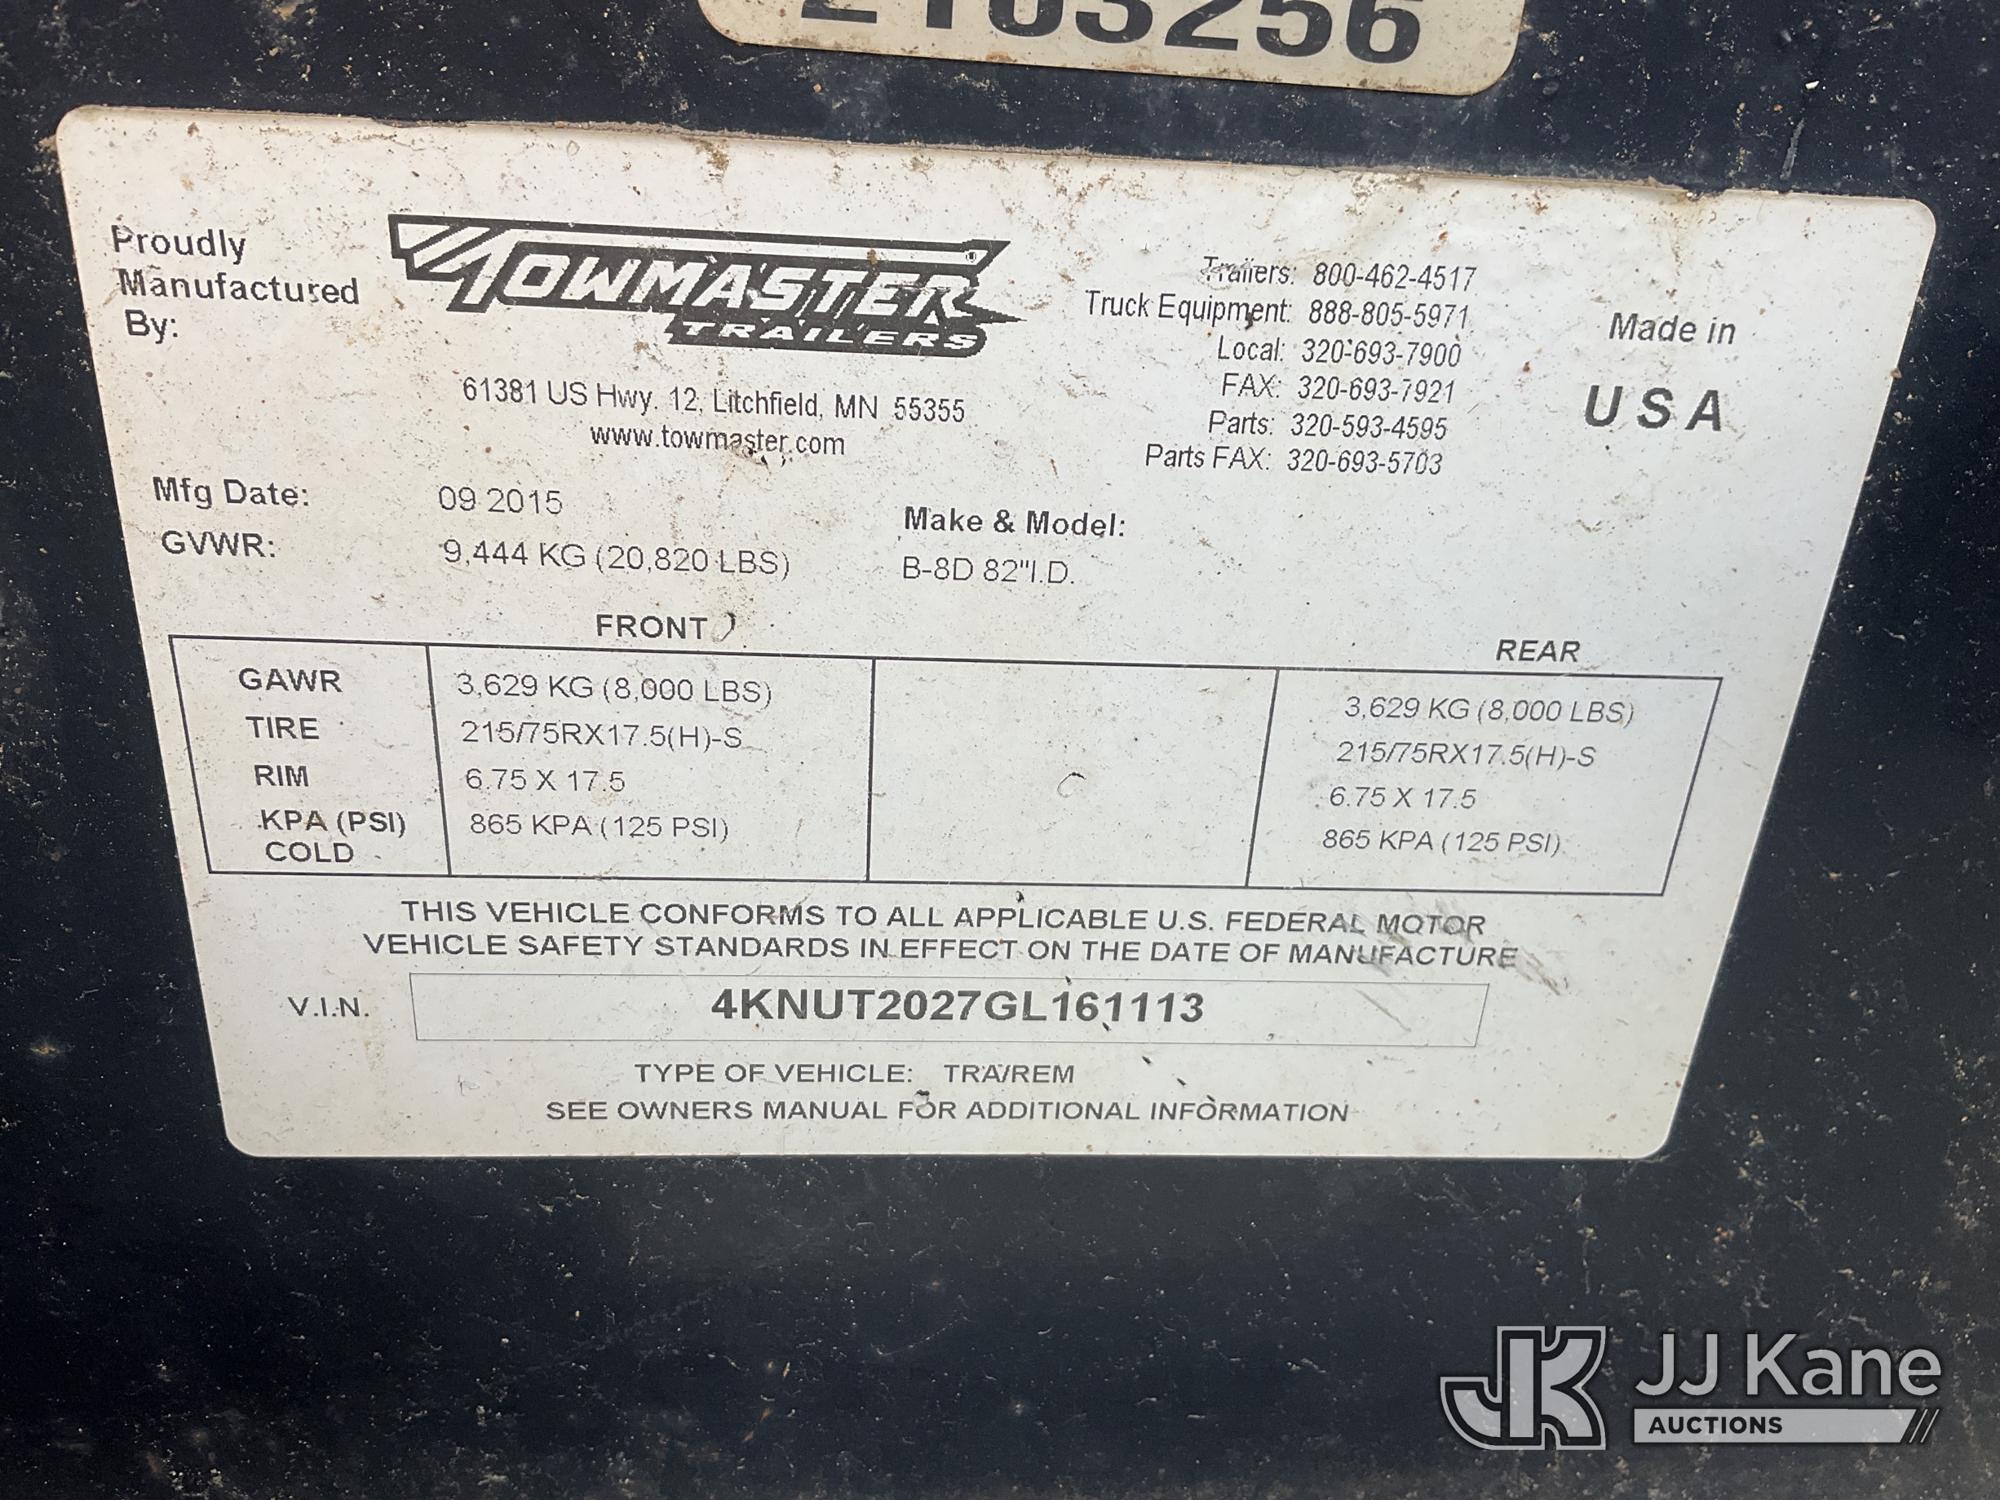 2103256
Proudly
Manufactured
By:
TOWMASTER®
TRAILERS
61381 US Hwy. 12, Litchfield, MN 55355
www.towmaster.com
Trailers: 800-462-4517
Truck Equipment: 888-805-5971
Local: 320-693-7900
FAX: 320-693-7921
Parts: 320-593-4595
Parts FAX: 320-693-5703
Made in
USA
Mfg Date: 09 2015
GVWR: 9,444 KG (20,820 LBS)
Make & Model:
B-8D 82"I.D.
FRONT REAR
GAWR 3,629 KG (8,000 LBS) 3,629 KG (8,000 LBS)
TIRE 215/75RX17.5(H)-S 215/75RX17.5(H)-S
RIM 6.75 X 17.5 6.75 X 17.5
KPA (PSI) 865 KPA (125 PSI) 865 KPA (125 PSI)
COLD
THIS VEHICLE CONFORMS TO ALL APPLICABLE U.S. FEDERAL MOTOR
VEHICLE SAFETY STANDARDS IN EFFECT ON THE DATE OF MANUFACTURE
V.I.N. 4KNUT2027GL161113
TYPE OF VEHICLE: TRA/REM
SEE OWNERS MANUAL FOR ADDITIONAL INFORMATION
JK JJ Kane
AUCTIONS